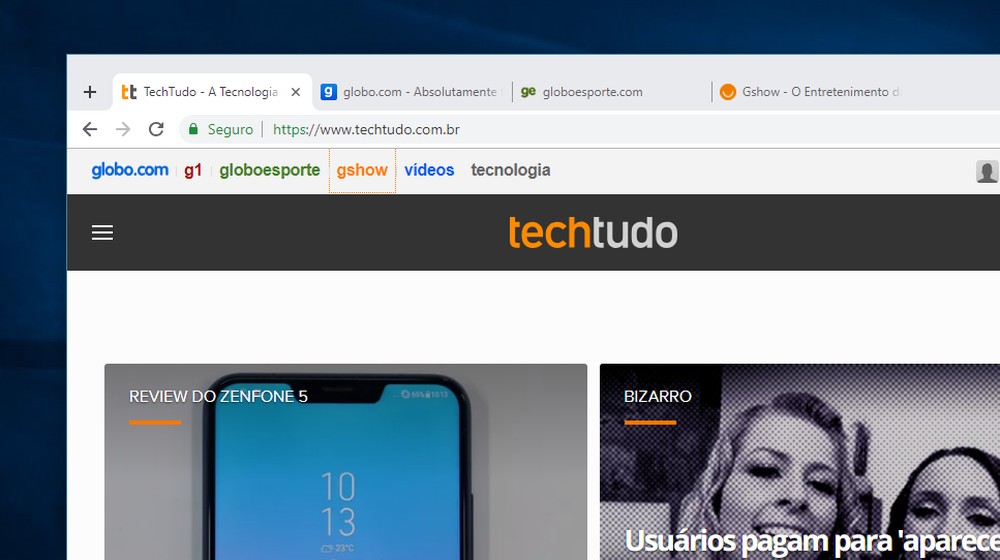 TechTudo - A Tecnologia
globo.com - Absolutamente
ge globoesporte.com
Gshow - O Entretenimento d
Seguro https://www.techtudo.com.br
globo.com g1 globoesporte gshow vídeos tecnologia
techtudo
REVIEW DO ZENFONE 5
BIZARRO
10
13
23°C
Usuários pagam para 'aparece